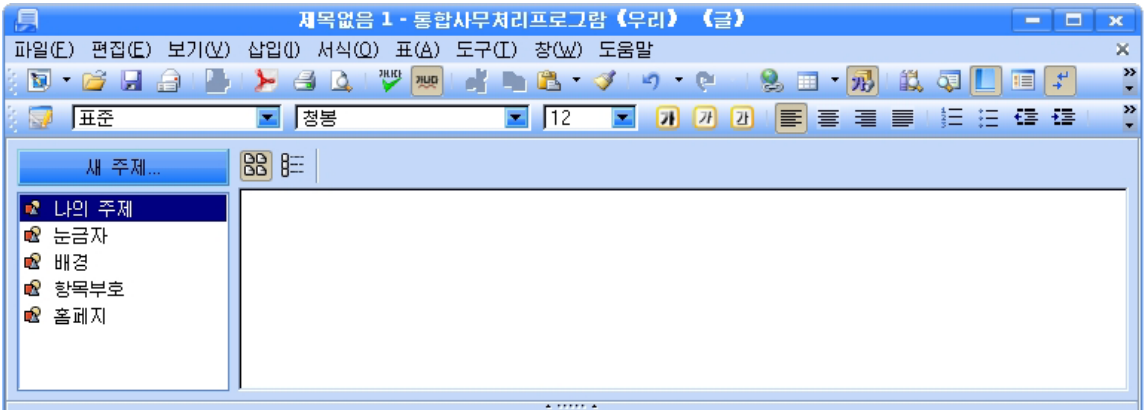 제목없음 1 - 통합사무처리프로그람 《우리》 《글》
파일(F) 편집(E) 보기(V) 삽입(I) 서식(O) 표(A) 도구(T) 창(W) 도움말
표준 청봉 12 가 가 가
새 주제...
나의 주제
눈금자
배경
항목부호
홈페지